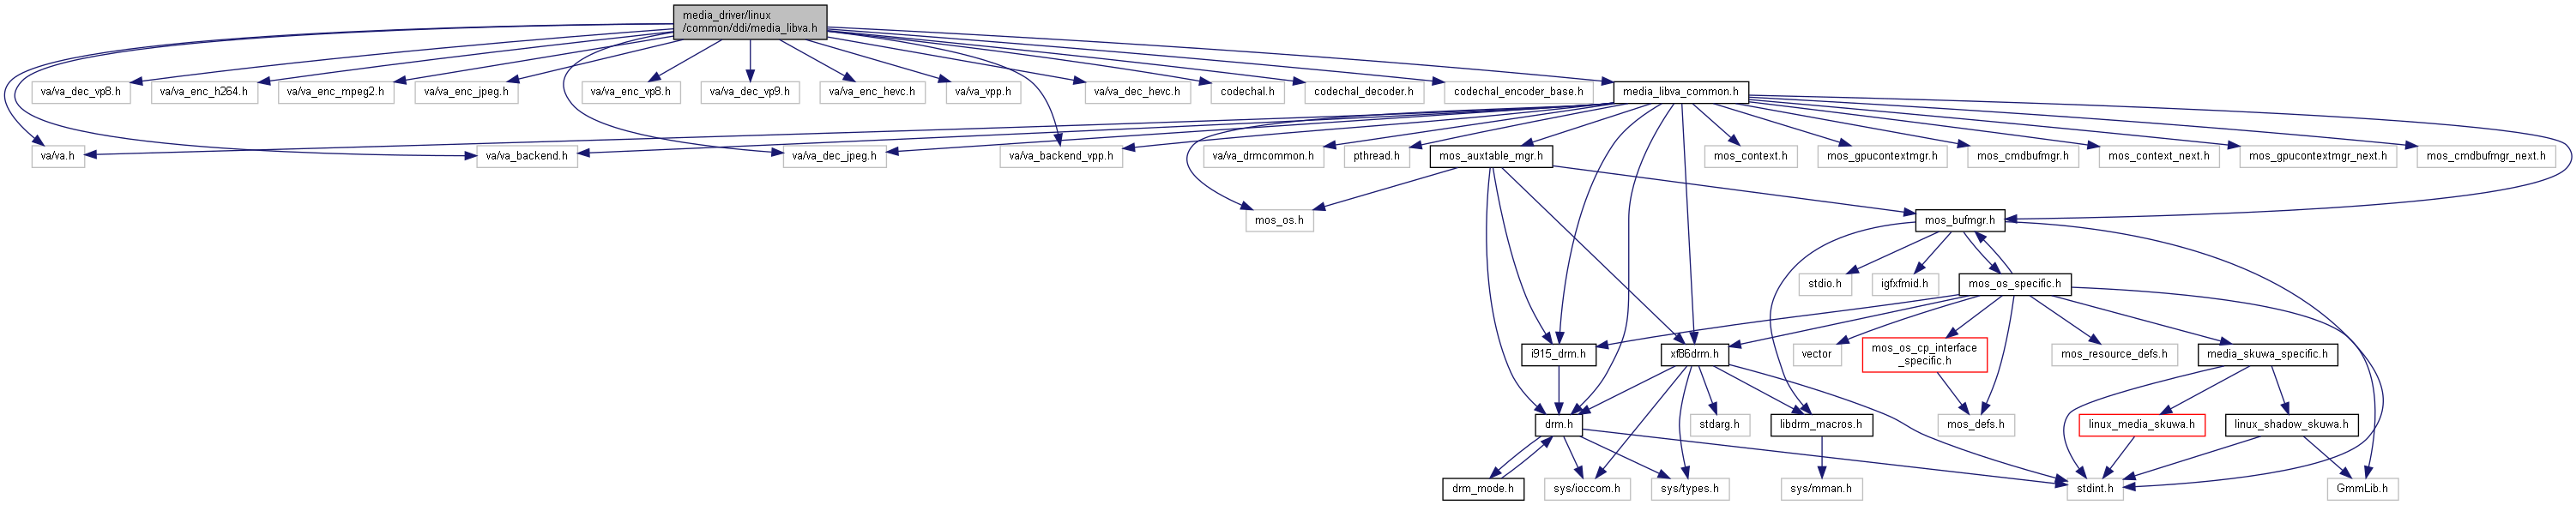 media_driver/linux
/common/ddi/media_libva.h
va/va_dec_vp8.h
va/va_enc_h264.h
va/va_enc_mpeg2.h
va/va_enc_jpeg.h
va/va_enc_vp8.h
va/va_dec_vp9.h
va/va_enc_hevc.h
va/va_vpp.h
va/va_dec_hevc.h
codechal.h
codechal_decoder.h
codechal_encoder_base.h
media_libva_common.h
va/va.h
va/va_backend.h
va/va_dec_jpeg.h
va/va_backend_vpp.h
va/va_drmcommon.h
pthread.h
mos_auxtable_mgr.h
mos_context.h
mos_gpucontextmgr.h
mos_cmdbufmgr.h
mos_context_next.h
mos_gpucontextmgr_next.h
mos_cmdbufmgr_next.h
mos_os.h
mos_bufmgr.h
stdio.h
igfxfmid.h
mos_os_specific.h
i915_drm.h
xf86drm.h
vector
mos_os_cp_interface
_specific.h
mos_resource_defs.h
media_skuwa_specific.h
drm.h
stdarg.h
libdrm_macros.h
mos_defs.h
linux_media_skuwa.h
linux_shadow_skuwa.h
drm_mode.h
sys/ioccom.h
sys/types.h
sys/mman.h
stdint.h
GmmLib.h